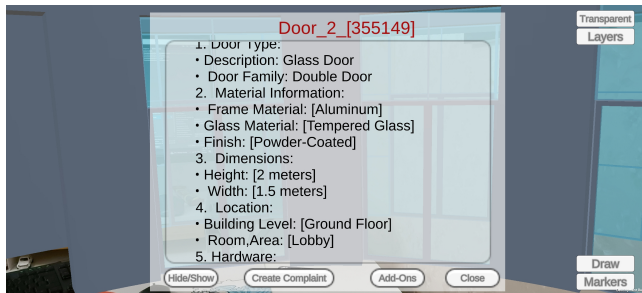 Door_2_[355149]
1. Door Type:
• Description: Glass Door
• Door Family: Double Door
2. Material Information:
• Frame Material: [Aluminum]
• Glass Material: [Tempered Glass]
• Finish: [Powder-Coated]
3. Dimensions:
• Height: [2 meters]
• Width: [1.5 meters]
4. Location:
• Building Level: [Ground Floor]
• Room,Area: [Lobby]
5. Hardware:
Hide/Show
Create Complaint
Add-Ons
Close
Transparent
Layers
Draw
Markers